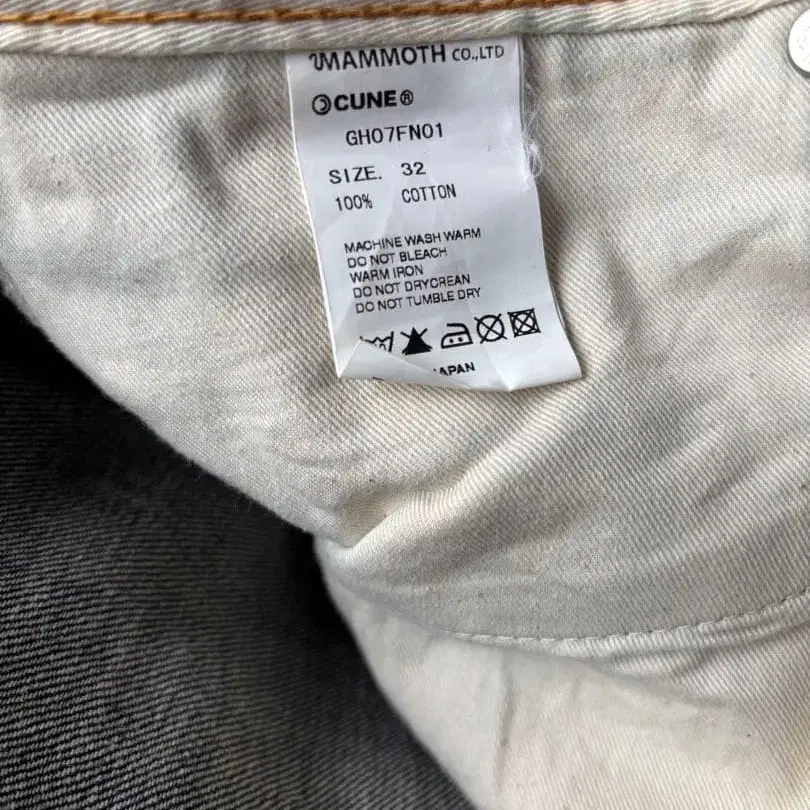 MAMMOTH CO.,LTD
CUNE®
GH07FN01
SIZE. 32
100% COTTON
MACHINE WASH WARM
DO NOT BLEACH
WARM IRON
DO NOT DRYCREAN
DO NOT TUMBLE DRY
JAPAN